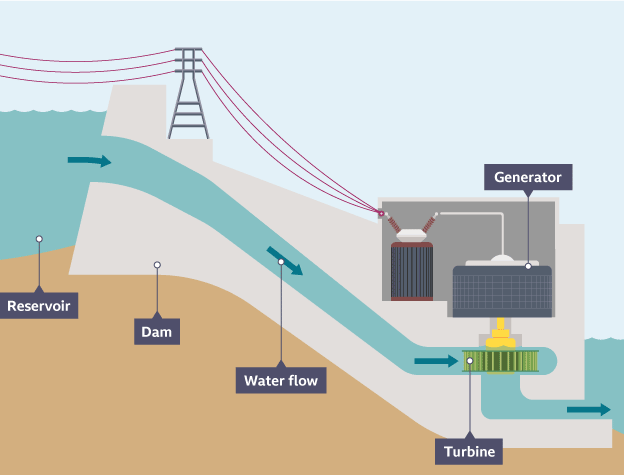 Generator
Reservoir
Dam
Water flow
Turbine